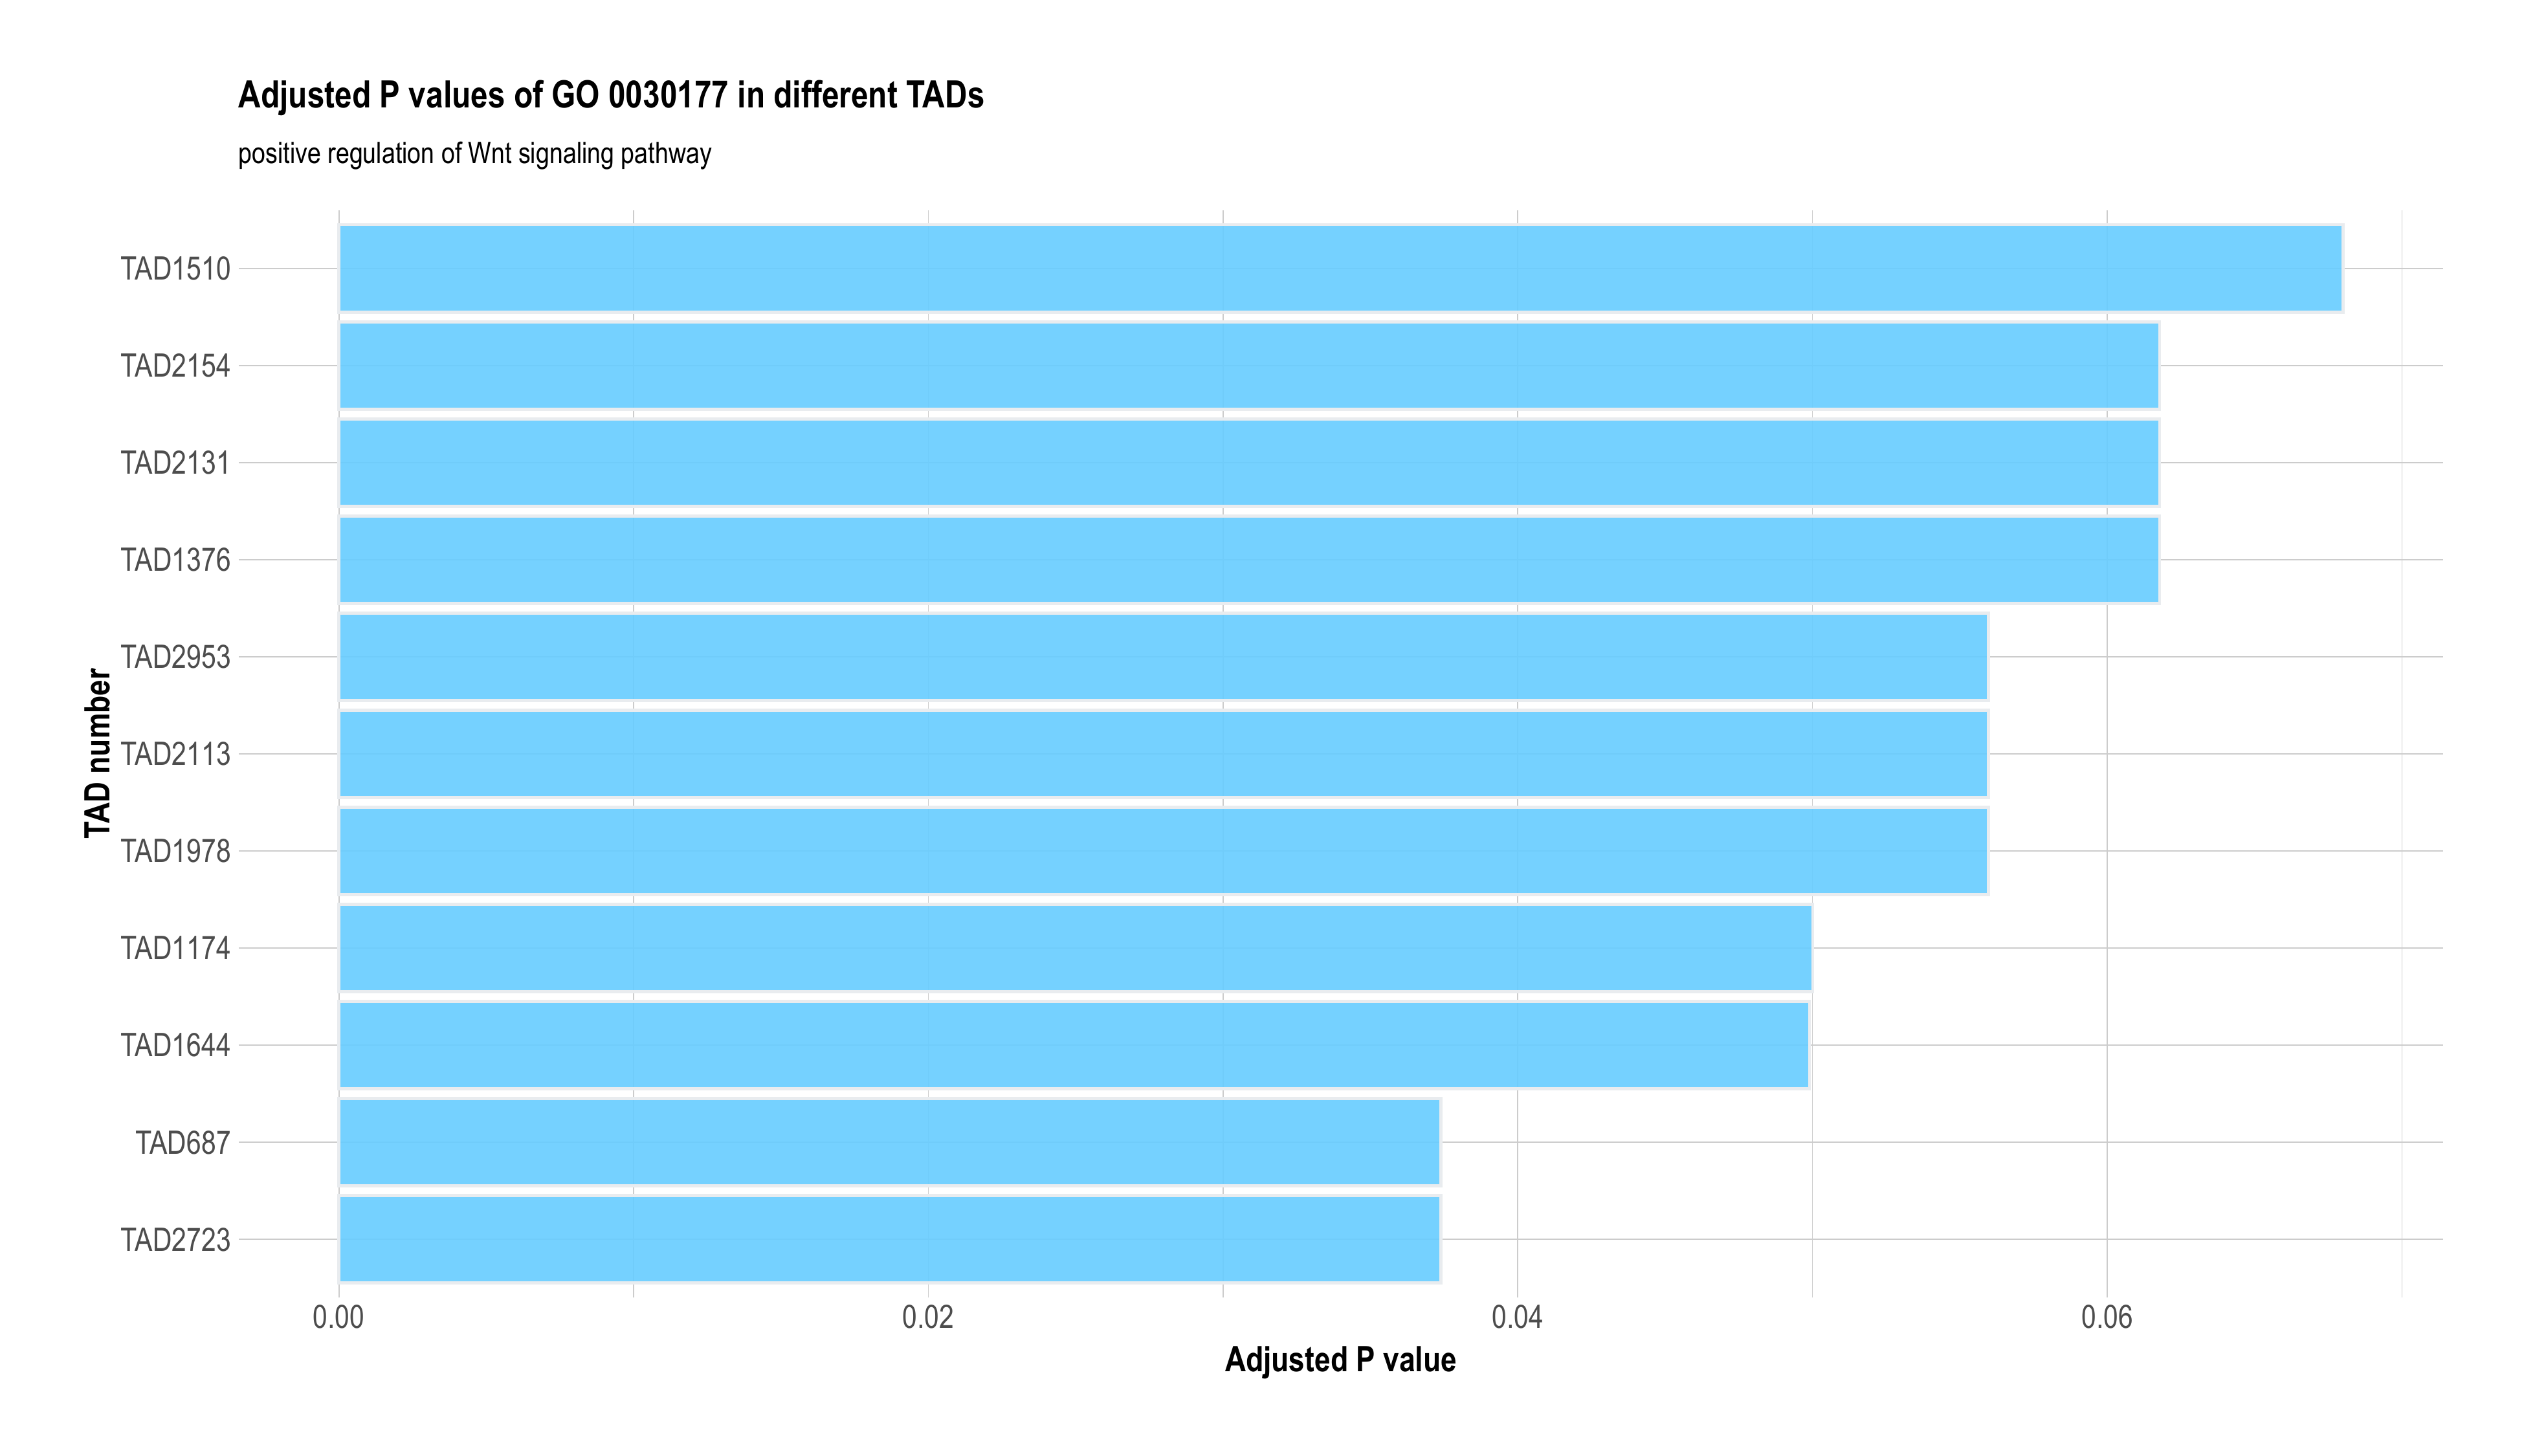 Adjusted P values of GO 0030177 in different TADs
positive regulation of Wnt signaling pathway
TAD number
TAD1510
TAD2154
TAD2131
TAD1376
TAD2953
TAD2113
TAD1978
TAD1174
TAD1644
TAD687
TAD2723
0.00 0.02 0.04 0.06
Adjusted P value